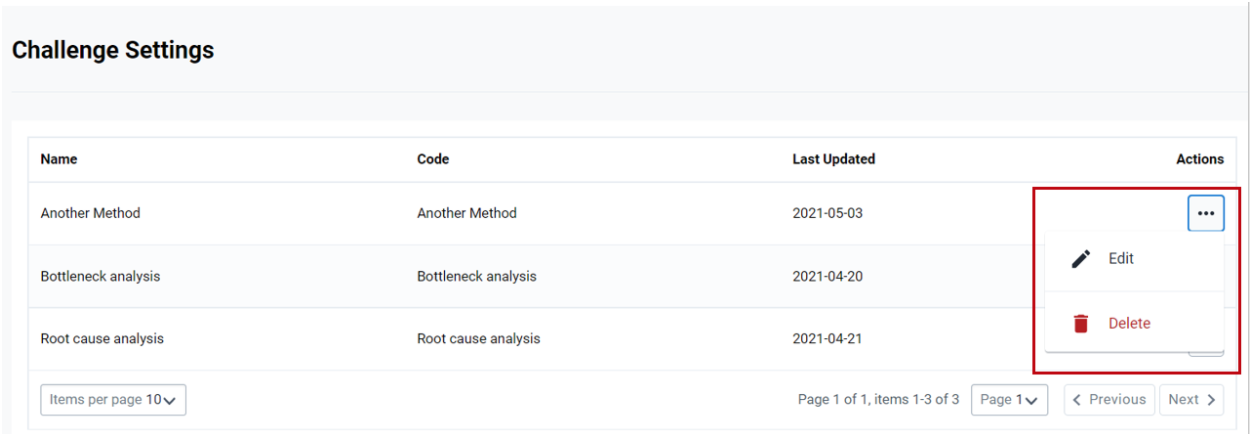 Challenge Settings
Name Code Last Updated Actions
Another Method Another Method 2021-05-03
Edit
Bottleneck analysis Bottleneck analysis 2021-04-20
Delete
Root cause analysis Root cause analysis 2021-04-21
Items per page 10 Page 1 of 1, items 1-3 of 3 Page 1 Previous Next